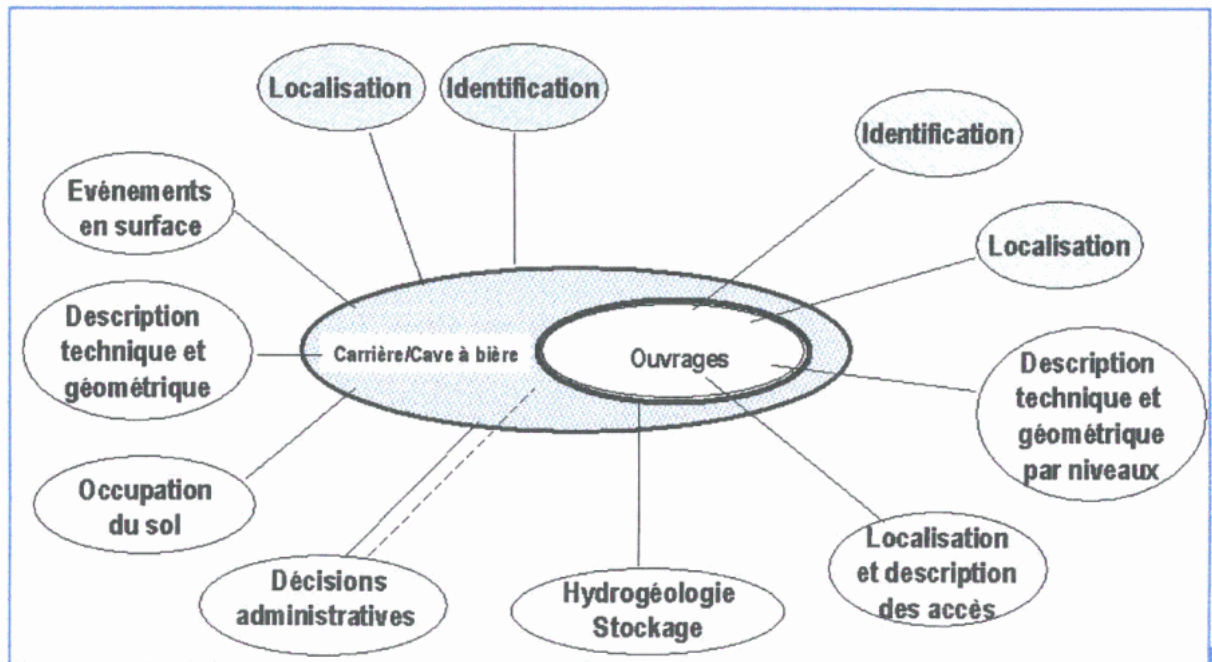 Localisation
Identification
Identification
Evénements
en surface
Localisation
Description
technique et
géométrique
Carrière/Cave à bière
Ouvrages
Description
technique et
géométrique
par niveaux
Occupation
du sol
Décisions
administratives
Hydrogéologie
Stockage
Localisation
et description
des accès